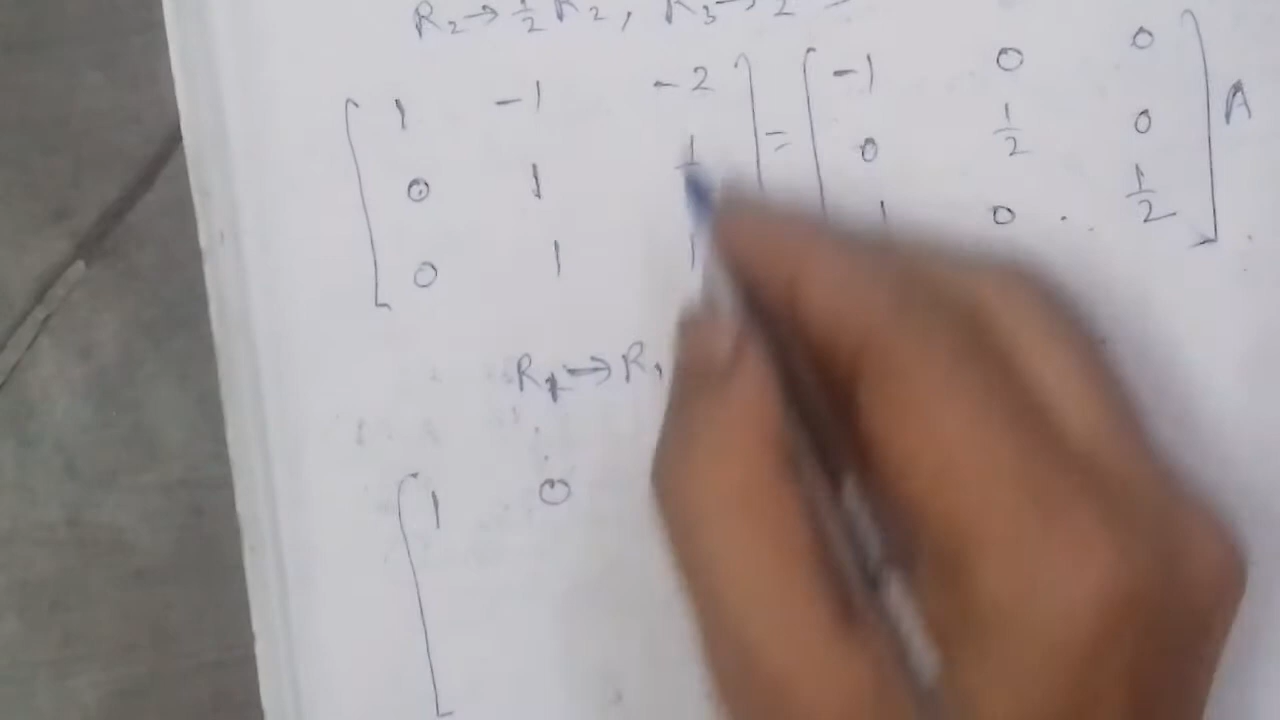 R₂→½R₂, R₃→
1 -1 -2 = -1 0 0 A
0 1 1 0 ½ 0
0 1 1 1 0 ½
R₁→R₁
1 0